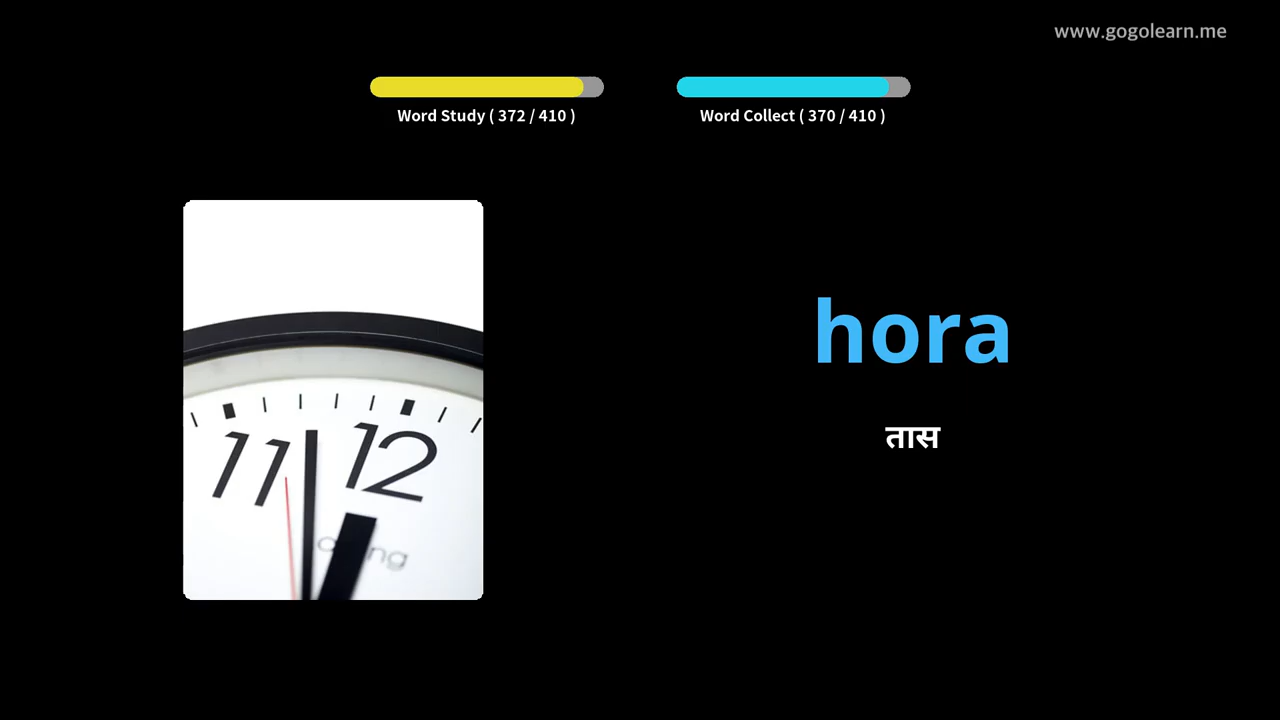 www.gogolearn.me
Word Study ( 372 / 410 )
Word Collect ( 370 / 410 )
11
12
hora
तास